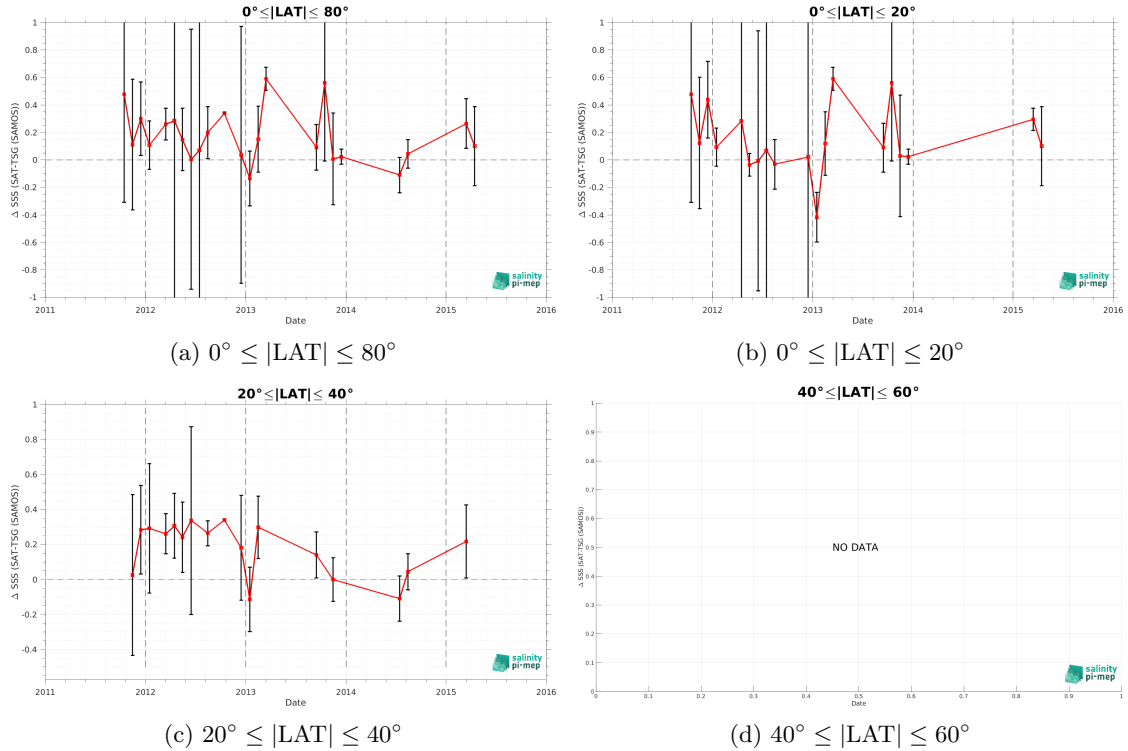 0°≤|LAT|≤ 80°
Δ SSS (SAT-TSG (SAMOS))
1
0.8
0.6
0.4
0.2
0
-0.2
-0.4
-0.6
-0.8
-1
2011 2012 2013 2014 2015 2016
Date
salinity
pi-mep
(a) 0° ≤ |LAT| ≤ 80°
0°≤|LAT|≤ 20°
Δ SSS (SAT-TSG (SAMOS))
1
0.8
0.6
0.4
0.2
0
-0.2
-0.4
-0.6
-0.8
-1
2011 2012 2013 2014 2015 2016
Date
salinity
pi-mep
(b) 0° ≤ |LAT| ≤ 20°
20°≤|LAT|≤ 40°
Δ SSS (SAT-TSG (SAMOS))
1
0.8
0.6
0.4
0.2
0
-0.2
-0.4
2011 2012 2013 2014 2015 2016
Date
salinity
pi-mep
(c) 20° ≤ |LAT| ≤ 40°
40°≤|LAT|≤ 60°
Δ SSS (SAT-TSG (SAMOS))
1
0.9
0.8
0.7
0.6
0.5
0.4
0.3
0.2
0.1
0
NO DATA
0 0.1 0.2 0.3 0.4 0.5 0.6 0.7 0.8 0.9 1
Date
salinity
pi-mep
(d) 40° ≤ |LAT| ≤ 60°